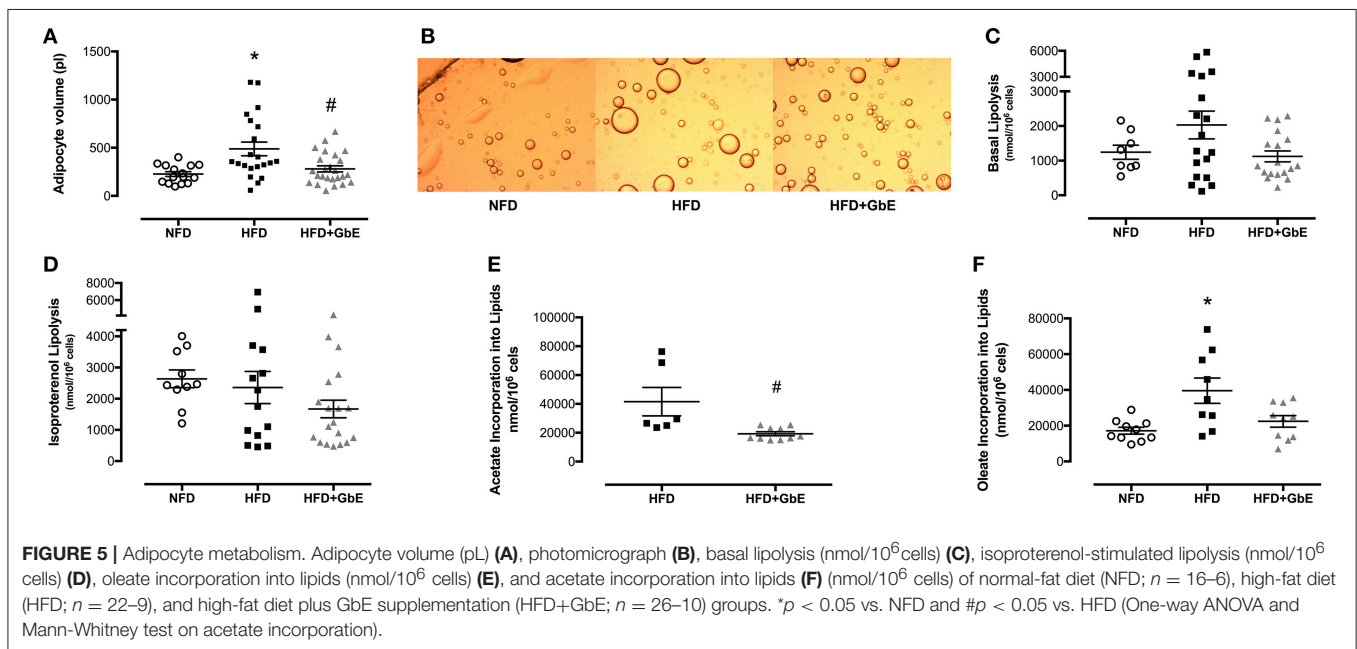 A
Adipocyte volume (pl)
1500
1000
500
0
*
#
NFD HFD HFD+GbE
B
NFD HFD HFD+GbE
C
Basal Lipolysis
(nmol/10⁶ cells)
6000
3000
3000
2000
1000
0
NFD HFD HFD+GbE
D
Isoproterenol Lipolysis
(nmol/10⁶ cells)
8000
6000
4000
3000
2000
1000
0
NFD HFD HFD+GbE
E
Acetate Incorporation into Lipids
nmol/10⁶ cels
100000
80000
60000
40000
20000
0
#
HFD HFD+GbE
F
Oleate Incorporation into Lipids
(nmol/10⁶ cels)
80000
60000
40000
20000
0
*
NFD HFD HFD+GbE
FIGURE 5 | Adipocyte metabolism. Adipocyte volume (pL) (A), photomicrograph (B), basal lipolysis (nmol/10⁶cells) (C), isoproterenol-stimulated lipolysis (nmol/10⁶
cells) (D), oleate incorporation into lipids (nmol/10⁶ cells) (E), and acetate incorporation into lipids (F) (nmol/10⁶ cells) of normal-fat diet (NFD; n = 16–6), high-fat diet
(HFD; n = 22–9), and high-fat diet plus GbE supplementation (HFD+GbE; n = 26–10) groups. *p < 0.05 vs. NFD and #p < 0.05 vs. HFD (One-way ANOVA and
Mann-Whitney test on acetate incorporation).